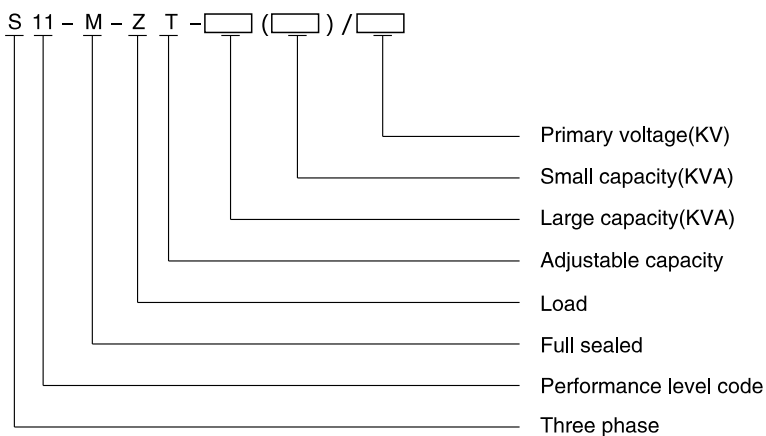 S 11 - M - Z T - ( ) /
Primary voltage(KV)
Small capacity(KVA)
Large capacity(KVA)
Adjustable capacity
Load
Full sealed
Performance level code
Three phase